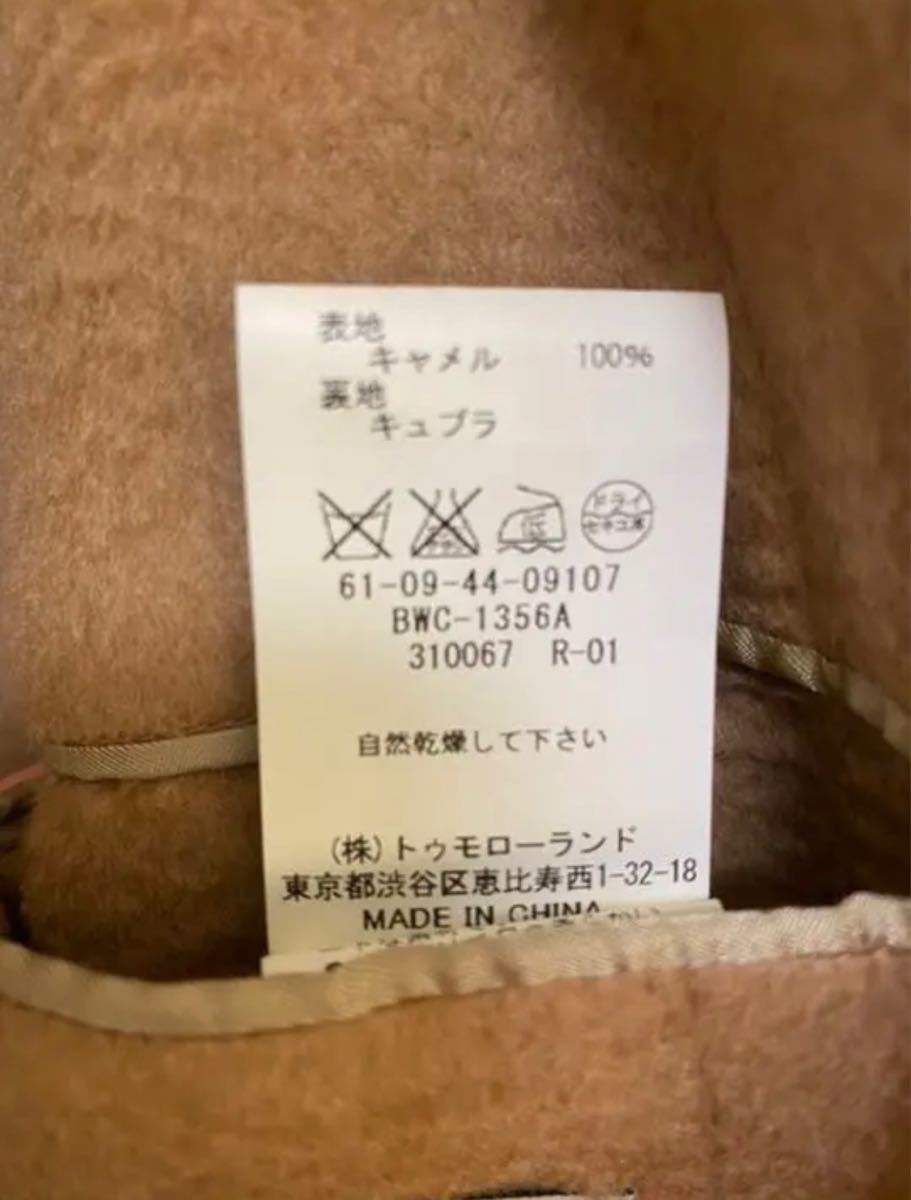 表地
キャメル 100%
裏地
キュプラ
低 ドライ
セキユ系
61-09-44-09107
BWC-1356A
310067 R-01
自然乾燥して下さい
(株)トゥモローランド
東京都渋谷区恵比寿西1-32-18
MADE IN CHINA